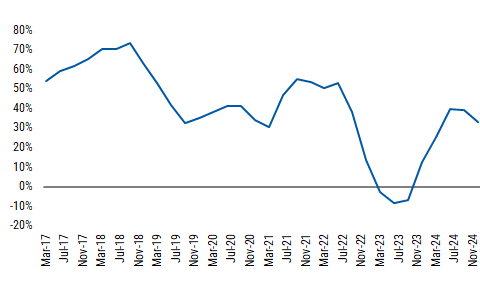 80%
70%
60%
50%
40%
30%
20%
10%
0%
-10%
-20%
Mar-17
Jul-17
Nov-17
Mar-18
Jul-18
Nov-18
Mar-19
Jul-19
Nov-19
Mar-20
Jul-20
Nov-20
Mar-21
Jul-21
Nov-21
Mar-22
Jul-22
Nov-22
Mar-23
Jul-23
Nov-23
Mar-24
Jul-24
Nov-24